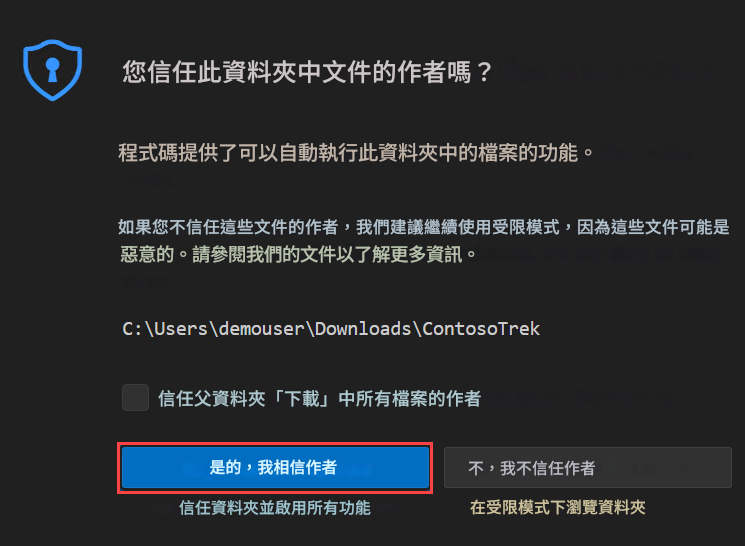 您信任此資料夾中文件的作者嗎？
程式碼提供了可以自動執行此資料夾中的檔案的功能。
如果您不信任這些文件的作者，我們建議繼續使用受限模式，因為這些文件可能是
惡意的。請參閱我們的文件以了解更多資訊。
C:\Users\demouser\Downloads\ContosoTrek
信任父資料夾「下載」中所有檔案的作者
是的，我相信作者
不，我不信任作者
信任資料夾並啟用所有功能
在受限模式下瀏覽資料夾